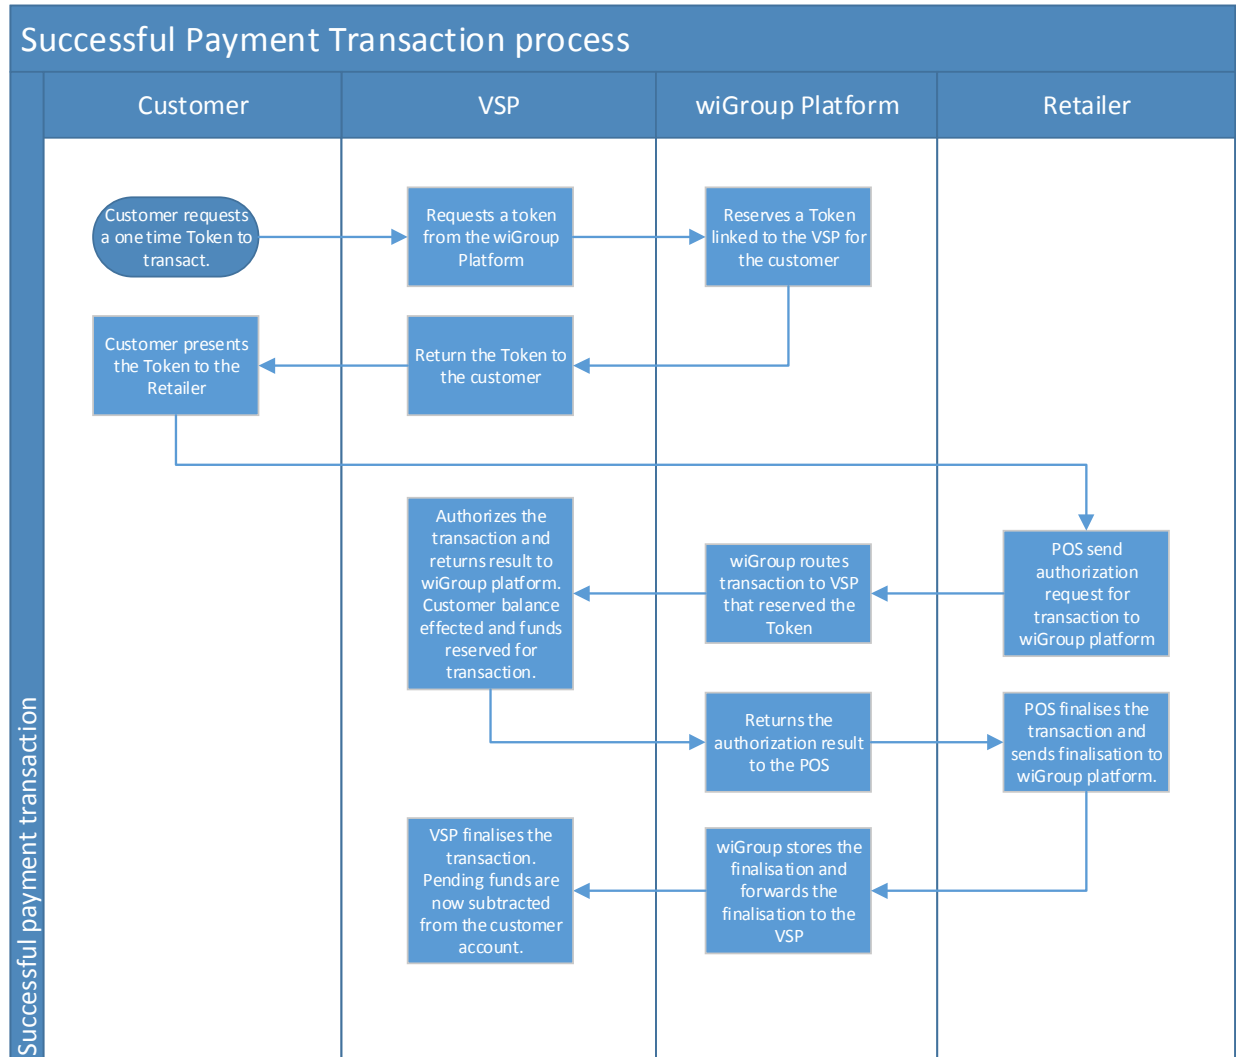 Successful Payment Transaction process
Customer
VSP
wiGroup Platform
Retailer
Customer requests
a one time Token to
transact.
Requests a token
from the wiGroup
Platform
Reserves a Token
linked to the VSP for
the customer
Customer presents
the Token to the
Retailer
Return the Token to
the customer
Authorizes the
transaction and
returns result to
wiGroup platform.
Customer balance
effected and funds
reserved for
transaction.
wiGroup routes
transaction to VSP
that reserved the
Token
POS send
authorization
request for
transaction to
wiGroup platform
Returns the
authorization result
to the POS
POS finalises the
transaction and
sends finalisation to
wiGroup platform.
VSP finalises the
transaction.
Pending funds are
now subtracted
from the customer
account.
wiGroup stores the
finalisation and
forwards the
finalisation to the
VSP
Successful payment transaction